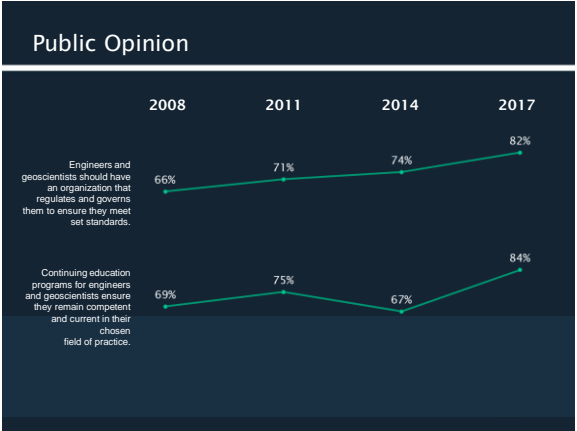 Public Opinion
2008 2011 2014 2017
Engineers and
geoscientists should have
an organization that
regulates and governs
them to ensure they meet
set standards.
66% 71% 74% 82%
Continuing education
programs for engineers
and geoscientists ensure
they remain competent
and current in their
chosen
field of practice.
69% 75% 67% 84%